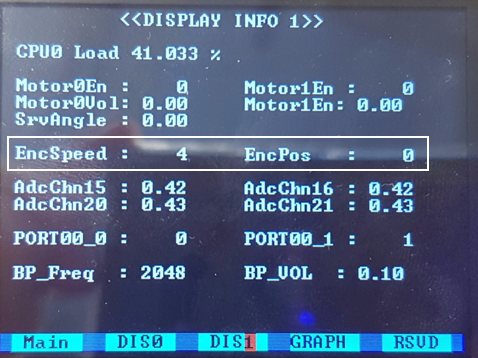 <<DISPLAY INFO 1>>
CPU0 Load 41.033 %
Motor0En : 0 Motor1En : 0
Motor0Vol: 0.00 Motor1En: 0.00
SrvAngle : 0.00
EncSpeed : 4 EncPos : 0
AdcChn15 : 0.42 AdcChn16 : 0.42
AdcChn20 : 0.43 AdcChn21 : 0.43
PORT00_0 : 0 PORT00_1 : 1
BP_Freq : 2048 BP_VOL : 0.10
Main DIS0 DIS1 GRAPH RSVD